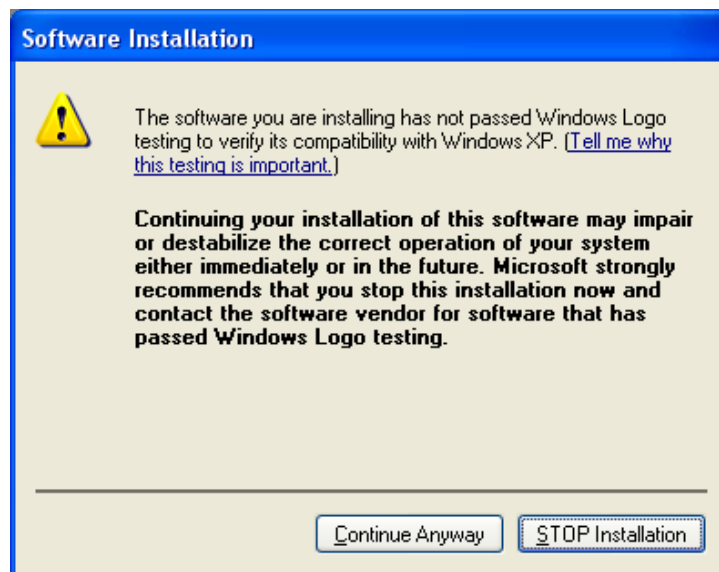 Software Installation
The software you are installing has not passed Windows Logo
testing to verify its compatibility with Windows XP. (Tell me why
this testing is important.)
Continuing your installation of this software may impair
or destabilize the correct operation of your system
either immediately or in the future. Microsoft strongly
recommends that you stop this installation now and
contact the software vendor for software that has
passed Windows Logo testing.
Continue Anyway
STOP Installation